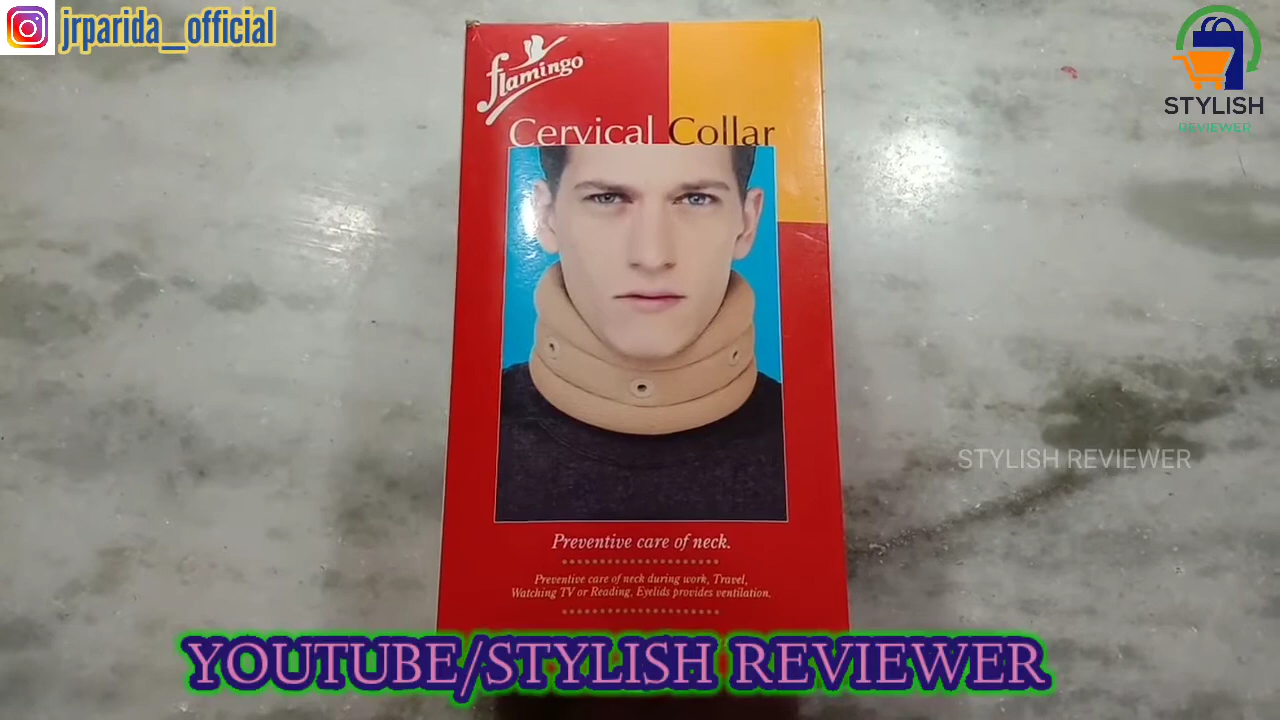 jrparida_official
STYLISH
REVIEWER
flamingo
Cervical Collar
STYLISH REVIEWER
Preventive care of neck.
Preventive care of neck during work, Travel,
Watching TV or Reading, Eyelids provides ventilation.
YOUTUBE/STYLISH REVIEWER